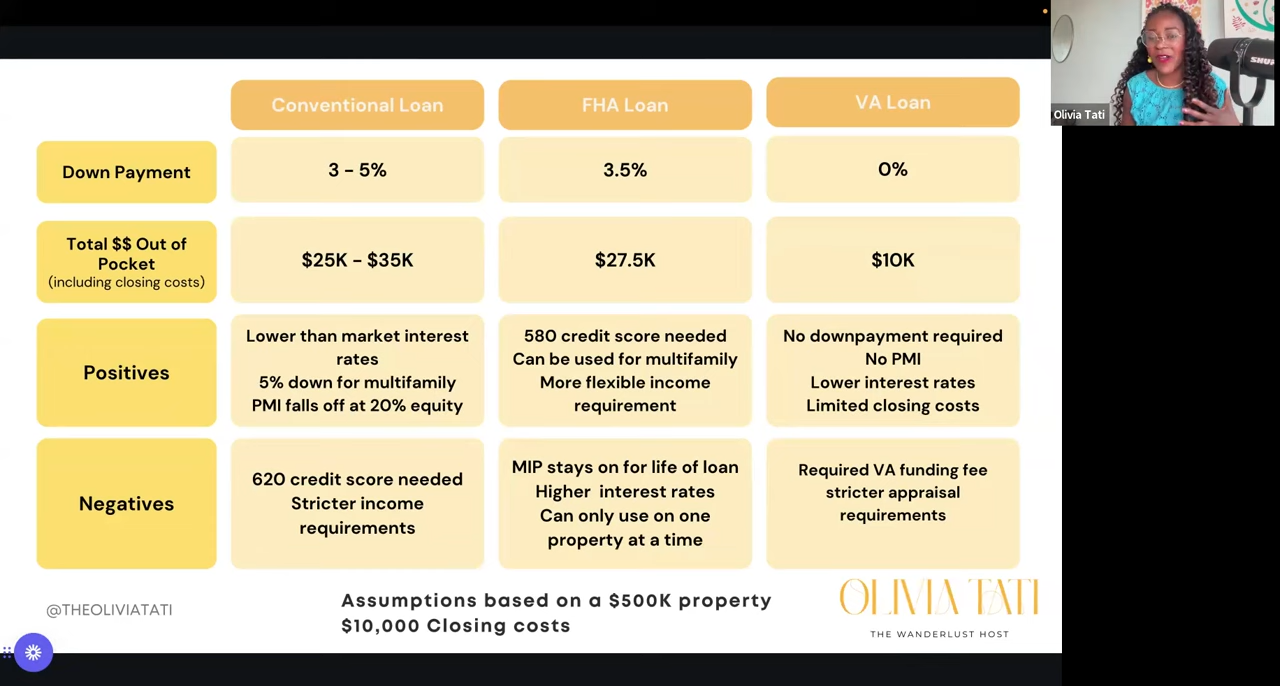 Conventional Loan
FHA Loan
VA Loan
Down Payment
3 - 5%
3.5%
0%
Total $$ Out of
Pocket
(including closing costs)
$25K - $35K
$27.5K
$10K
Positives
Lower than market interest
rates
5% down for multifamily
PMI falls off at 20% equity
580 credit score needed
Can be used for multifamily
More flexible income
requirement
No downpayment required
No PMI
Lower interest rates
Limited closing costs
Negatives
620 credit score needed
Stricter income
requirements
MIP stays on for life of loan
Higher interest rates
Can only use on one
property at a time
Required VA funding fee
stricter appraisal
requirements
@THEOLIVIATATI
Assumptions based on a $500K property
$10,000 Closing costs
OLIVIA TATI
THE WANDERLUST HOST
Olivia Tati